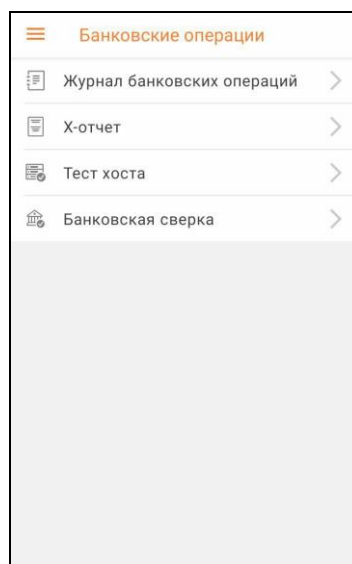 Банковские операции
Журнал банковских операций
X-отчет
Тест хоста
Банковская сверка